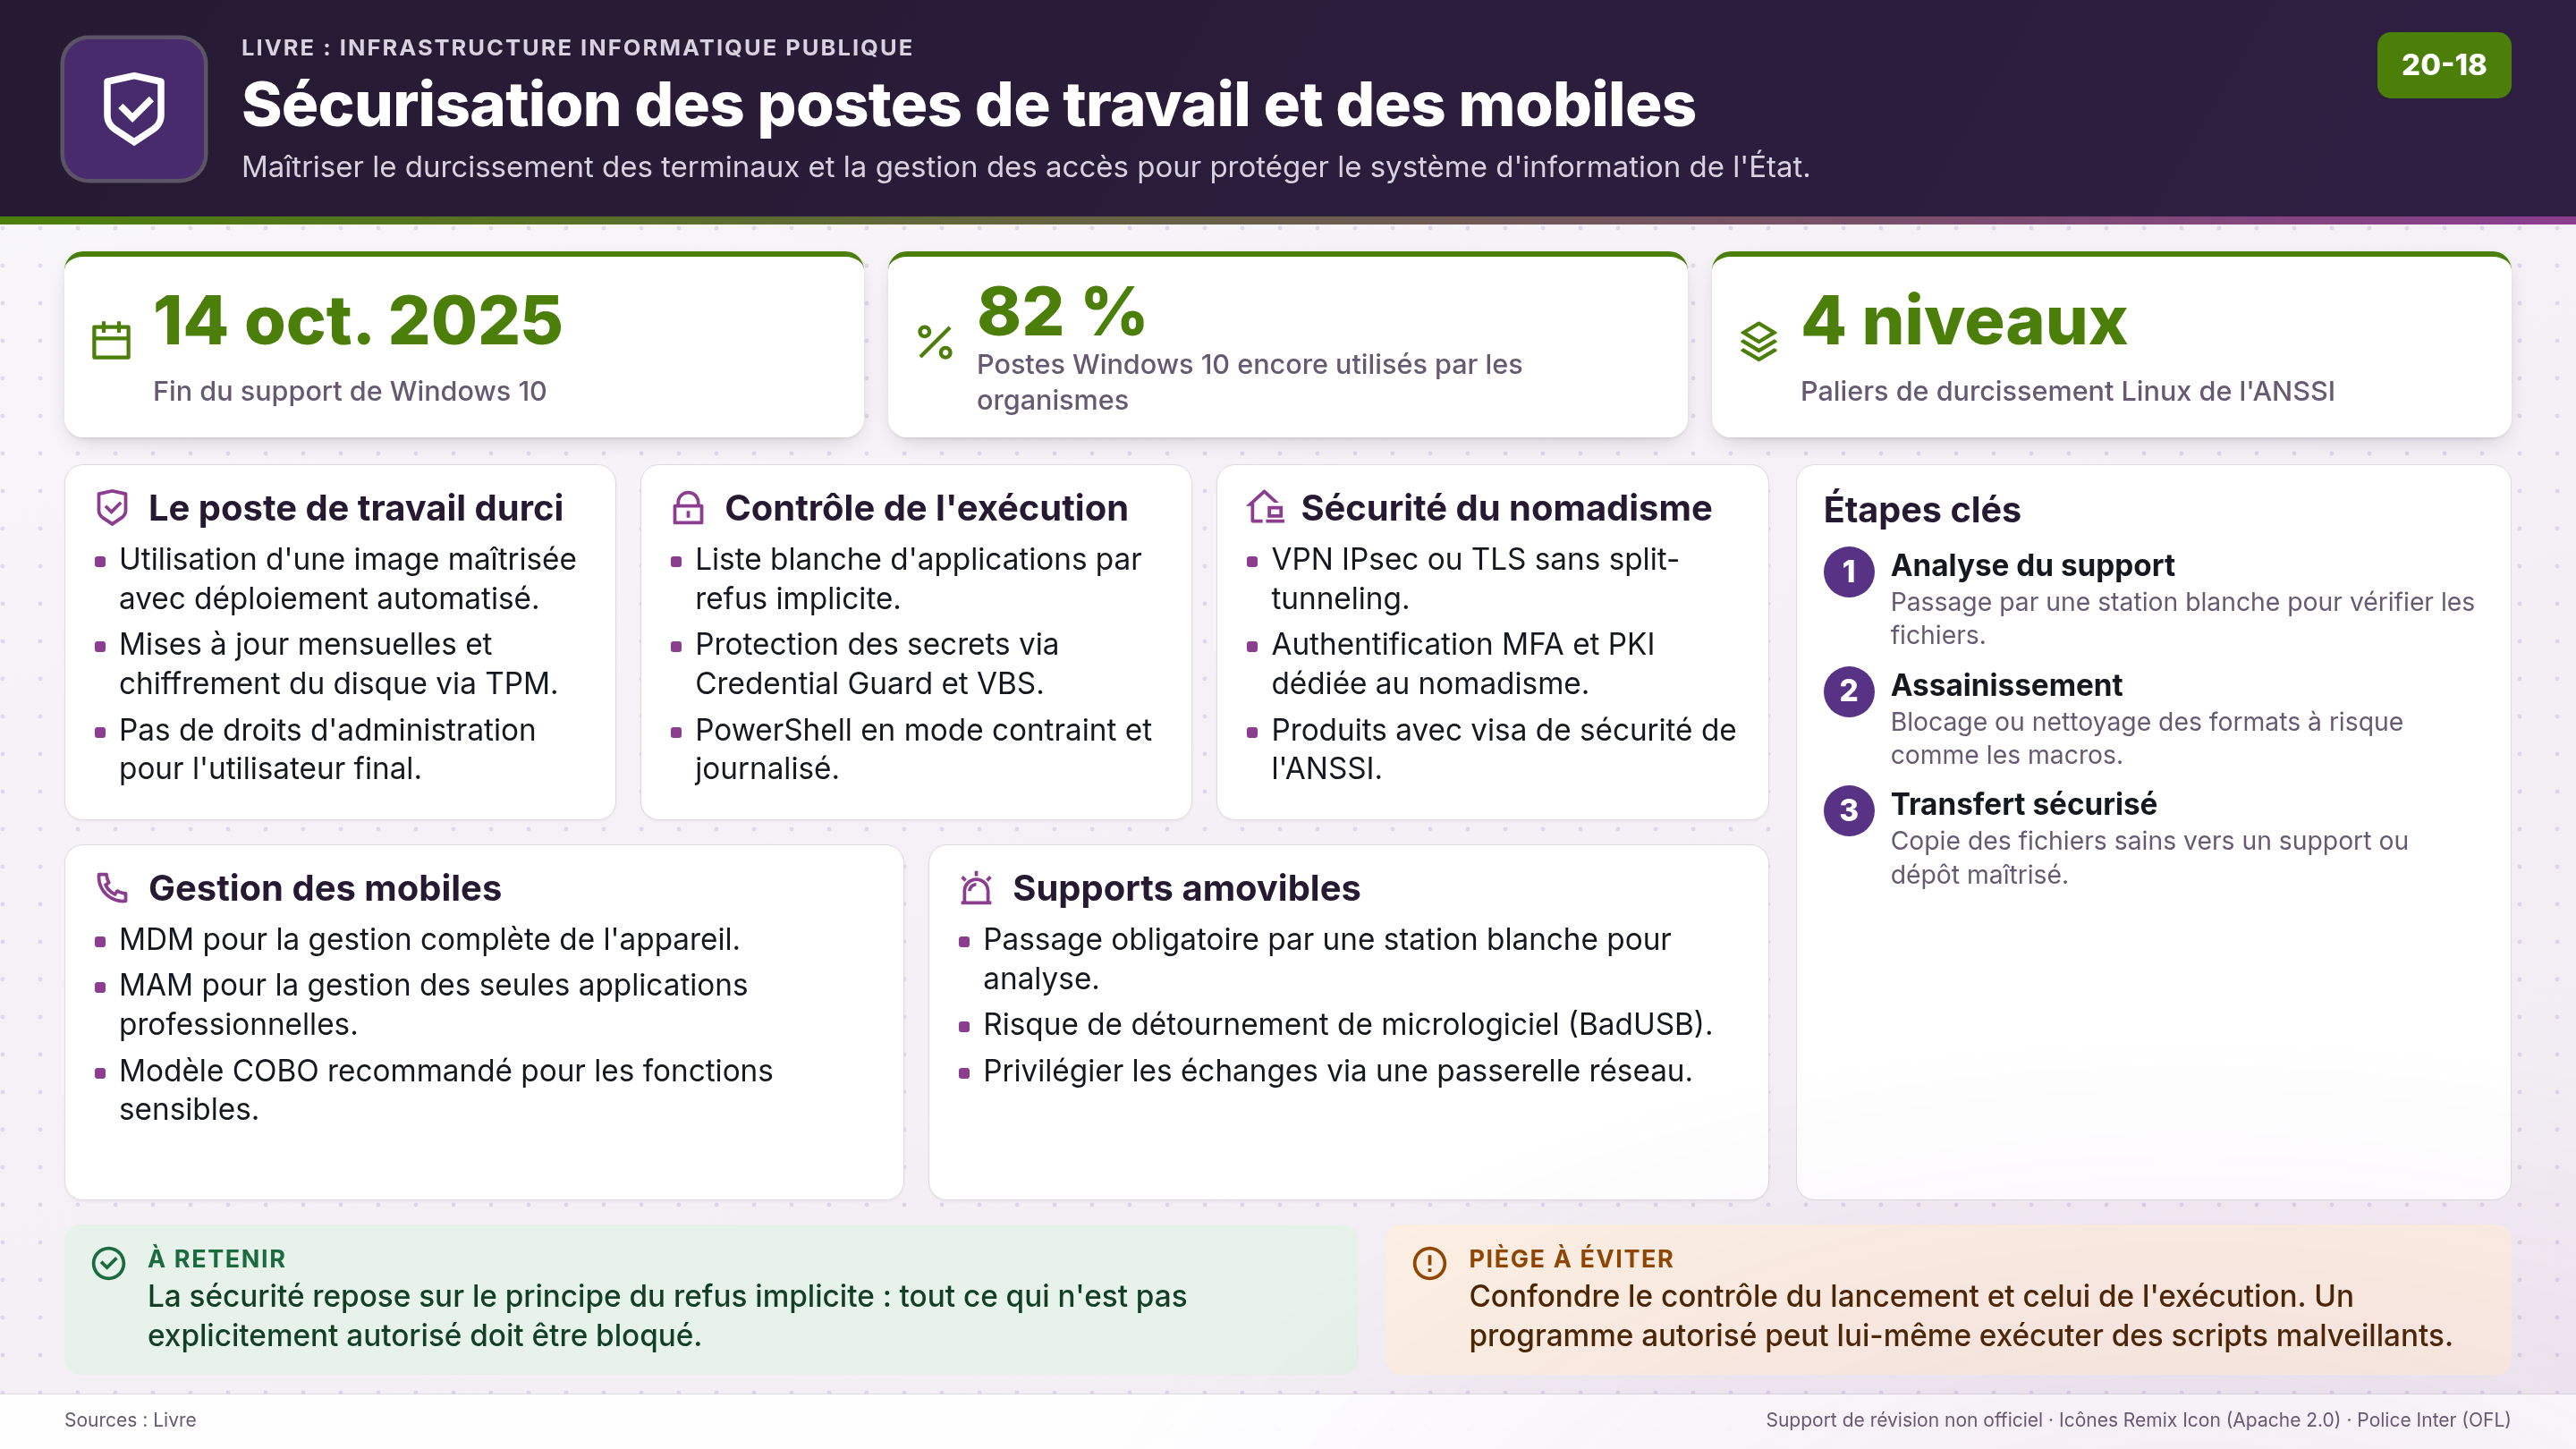 LIVRE : INFRASTRUCTURE INFORMATIQUE PUBLIQUE
Sécurisation des postes de travail et des mobiles
Maîtriser le durcissement des terminaux et la gestion des accès pour protéger le système d'information de l'État.
20-18
14 oct. 2025
Fin du support de Windows 10
82 %
Postes Windows 10 encore utilisés par les
organismes
4 niveaux
Paliers de durcissement Linux de l'ANSSI
Le poste de travail durci
Utilisation d'une image maîtrisée
avec déploiement automatisé.
Mises à jour mensuelles et
chiffrement du disque via TPM.
Pas de droits d'administration
pour l'utilisateur final.
Contrôle de l'exécution
Liste blanche d'applications par
refus implicite.
Protection des secrets via
Credential Guard et VBS.
PowerShell en mode contraint et
journalisé.
Sécurité du nomadisme
VPN IPsec ou TLS sans split-
tunneling.
Authentification MFA et PKI
dédiée au nomadisme.
Produits avec visa de sécurité de
l'ANSSI.
Gestion des mobiles
MDM pour la gestion complète de l'appareil.
MAM pour la gestion des seules applications
professionnelles.
Modèle COBO recommandé pour les fonctions
sensibles.
Supports amovibles
Passage obligatoire par une station blanche pour
analyse.
Risque de détournement de micrologiciel (BadUSB).
Privilégier les échanges via une passerelle réseau.
Étapes clés
1
Analyse du support
Passage par une station blanche pour vérifier les
fichiers.
2
Assainissement
Blocage ou nettoyage des formats à risque
comme les macros.
3
Transfert sécurisé
Copie des fichiers sains vers un support ou
dépôt maîtrisé.
À RETENIR
La sécurité repose sur le principe du refus implicite : tout ce qui n'est pas
explicitement autorisé doit être bloqué.
PIÈGE À ÉVITER
Confondre le contrôle du lancement et celui de l'exécution. Un
programme autorisé peut lui-même exécuter des scripts malveillants.
Sources : Livre
Support de révision non officiel · Icônes Remix Icon (Apache 2.0) · Police Inter (OFL)